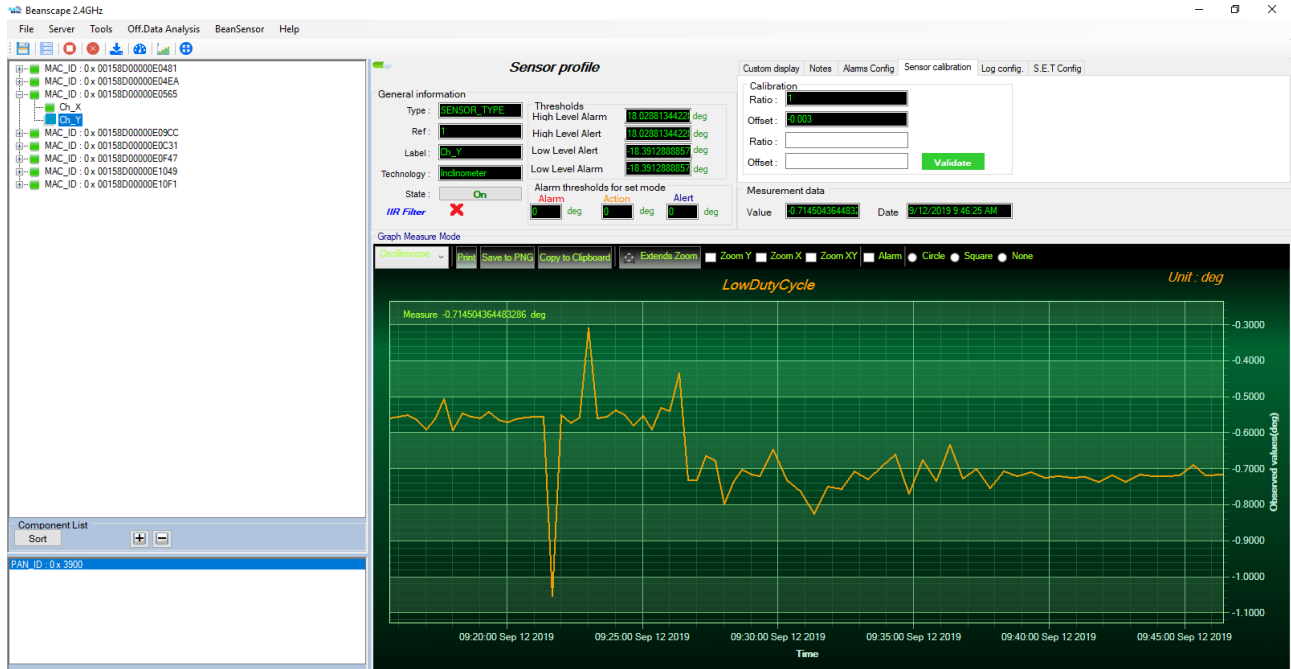 Beanscape 2.4GHz
File Server Tools Off.Data Analysis BeanSensor Help
MAC_ID : 0 x 00158D00000E0481
MAC_ID : 0 x 00158D00000E04EA
MAC_ID : 0 x 00158D00000E0565
Ch_X
Ch_Y
MAC_ID : 0 x 00158D00000E09CC
MAC_ID : 0 x 00158D00000E0C31
MAC_ID : 0 x 00158D00000E0F47
MAC_ID : 0 x 00158D00000E1049
MAC_ID : 0 x 00158D00000E10F1
Component List
Sort
PAN_ID : 0 x 3900
Sensor profile
General information
Type : SENSOR_TYPE
Ref : 1
Label : Ch_Y
Technology : Inclinometer
State : On
IIR Filter
Thresholds
High Level Alarm 18.0288134422 deg
High Level Alert 18.0288134422 deg
Low Level Alert -18.3912888857 deg
Low Level Alarm -18.3912888857 deg
Alarm thresholds for set mode
Alarm Action Alert
0 deg 0 deg 0 deg
Custom display Notes Alarms Config Sensor calibration Log config. S.E.T Config
Calibration
Ratio : 1
Offset : -0.003
Ratio :
Offset : Validate
Mesurement data
Value -0.714504364483 Date 9/12/2019 9:46:25 AM
Graph Measure Mode
Oscilloscope Print Save to PNG Copy to Clipboard Extends Zoom Zoom Y Zoom X Zoom XY Alarm Circle Square None
LowDutyCycle
Unit : deg
Measure -0.714504364483286 deg
-0.3000
-0.4000
-0.5000
-0.6000
-0.7000
-0.8000
-0.9000
-1.0000
-1.1000
Observed values(deg)
09:20:00 Sep 12 2019 09:25:00 Sep 12 2019 09:30:00 Sep 12 2019 09:35:00 Sep 12 2019 09:40:00 Sep 12 2019 09:45:00 Sep 12 2019
Time